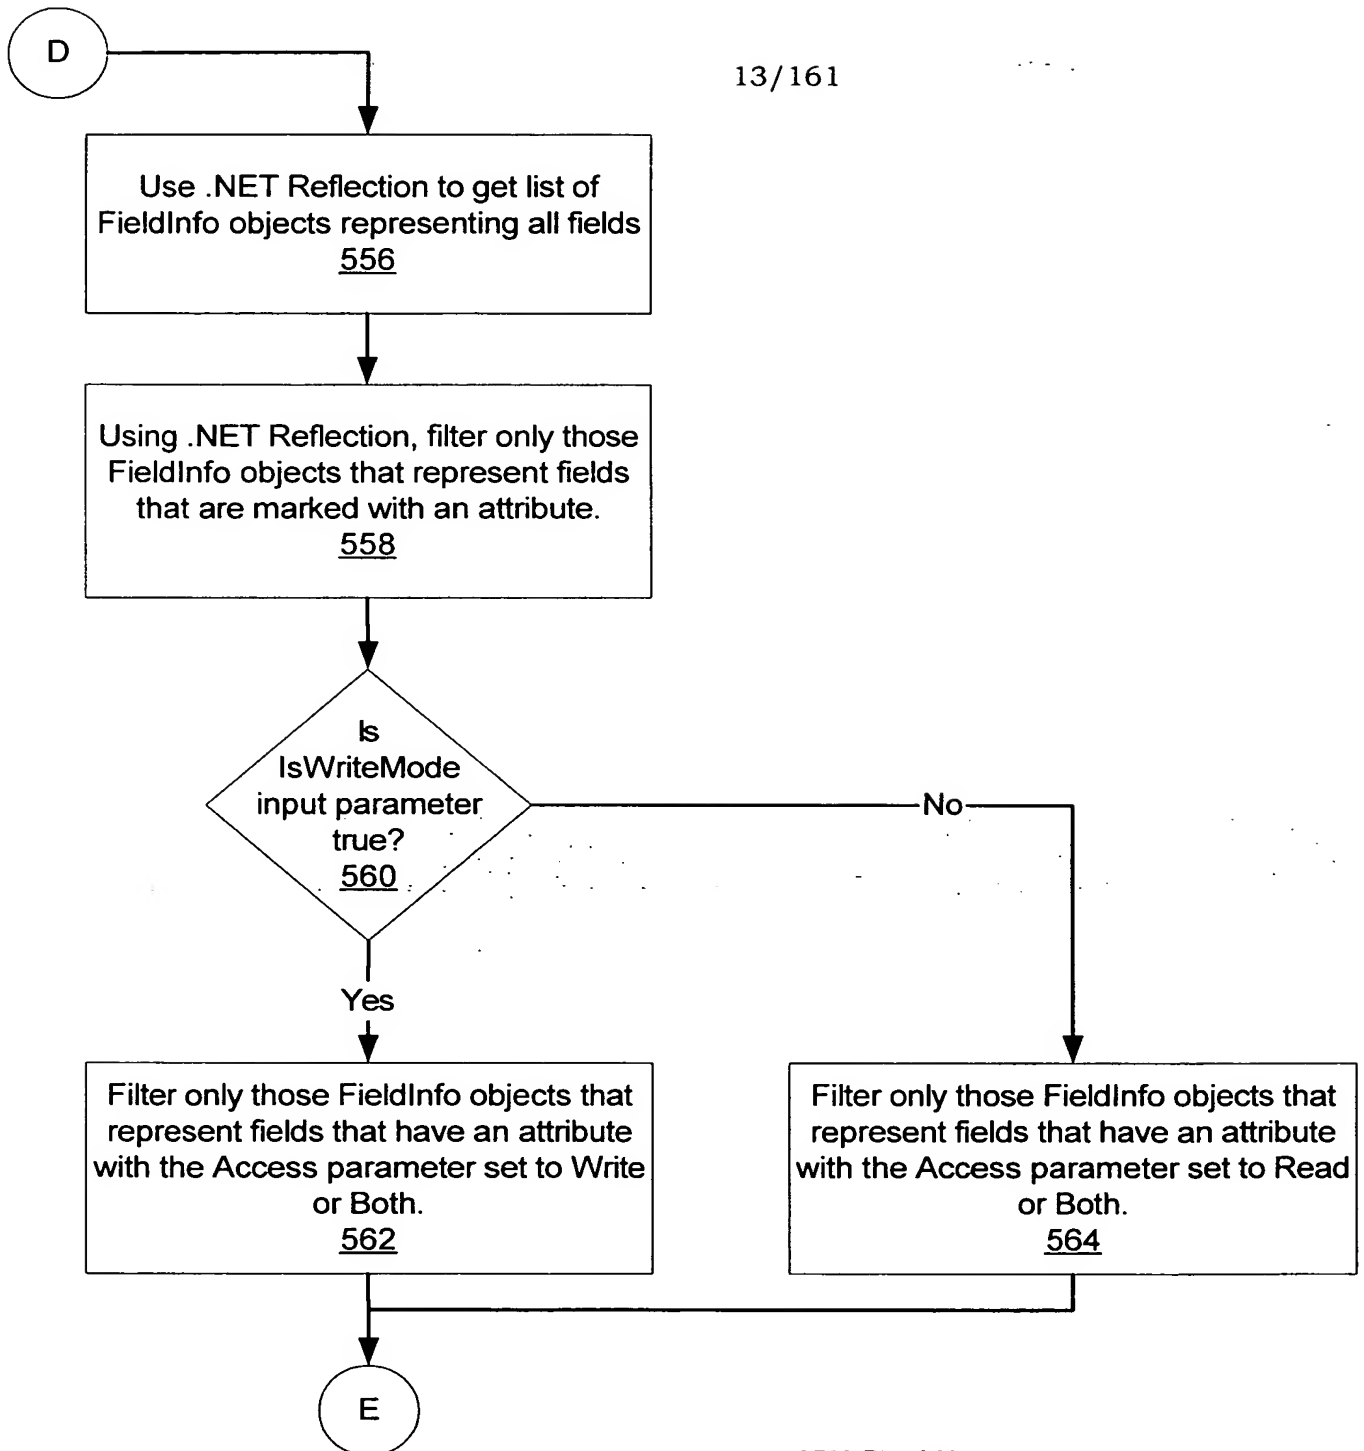 D
13/161
Use .NET Reflection to get list of
FieldInfo objects representing all fields
556
Using .NET Reflection, filter only those
FieldInfo objects that represent fields
that are marked with an attribute.
558
Is
IsWriteMode
input parameter
true?
560
No
Yes
Filter only those FieldInfo objects that
represent fields that have an attribute
with the Access parameter set to Write
or Both.
562
Filter only those FieldInfo objects that
represent fields that have an attribute
with the Access parameter set to Read
or Both.
564
E